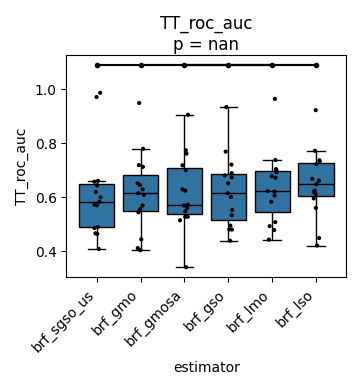 TT_roc_auc
p = nan
TT_roc_auc
1.0
0.8
0.6
0.4
brf_sgso_us
brf_gmo
brf_gmosa
brf_gso
brf_lmo
brf_lso
estimator